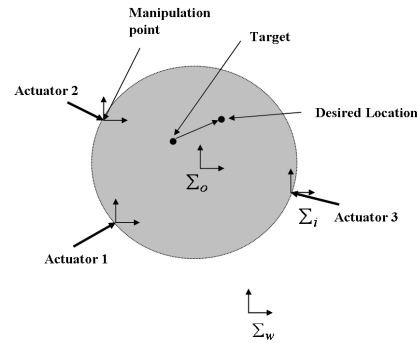 Manipulation
point
Target
Actuator 2
Desired Location
Σo
Σi
Actuator 3
Actuator 1
Σw